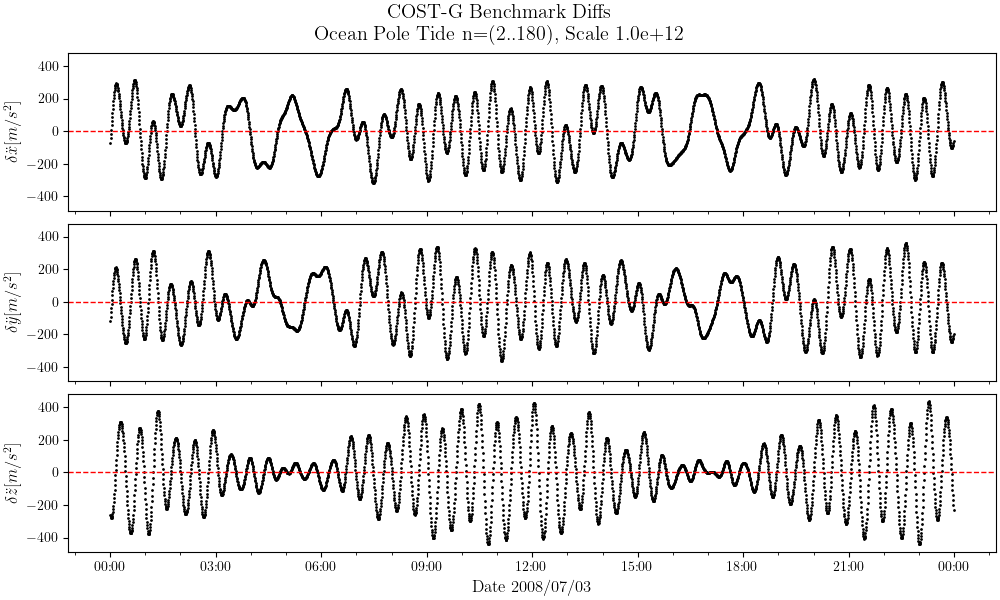 COST-G Benchmark Diffs
Ocean Pole Tide n=(2..180), Scale 1.0e+12
400
200
0
−200
−400
δẍ[m/s²]
400
200
0
−200
−400
δÿ[m/s²]
400
200
0
−200
−400
δz̈[m/s²]
00:00 03:00 06:00 09:00 12:00 15:00 18:00 21:00 00:00
Date 2008/07/03